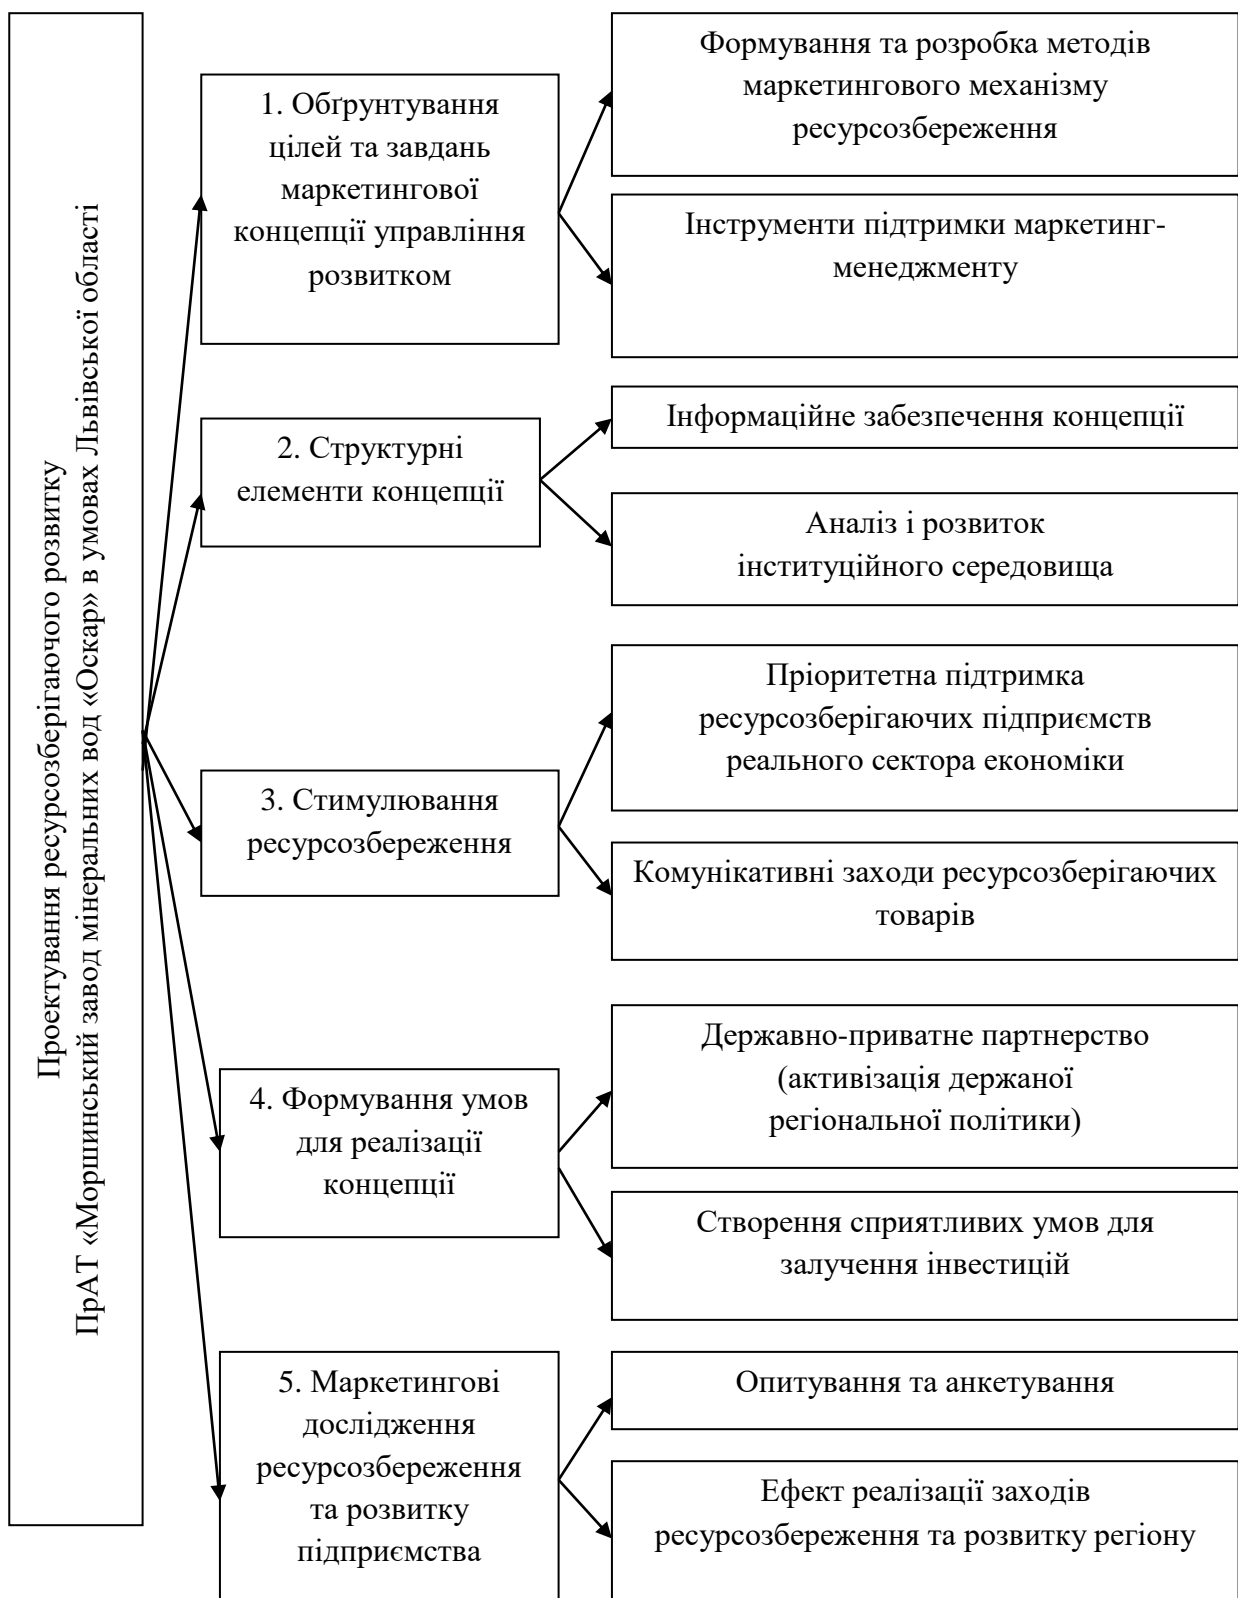 Проектування ресурсозберігаючого розвитку
ПрАТ «Моршинський завод мінеральних вод «Оскар» в умовах Львівської області
1. Обґрунтування
цілей та завдань
маркетингової
концепції управління
розвитком
Формування та розробка методів
маркетингового механізму
ресурсозбереження
Інструменти підтримки маркетинг-
менеджменту
2. Структурні
елементи концепції
Інформаційне забезпечення концепції
Аналіз і розвиток
інституційного середовища
3. Стимулювання
ресурсозбереження
Пріоритетна підтримка
ресурсозберігаючих підприємств
реального сектора економіки
Комунікативні заходи ресурсозберігаючих
товарів
4. Формування умов
для реалізації
концепції
Державно-приватне партнерство
(активізація держаної
регіональної політики)
Створення сприятливих умов для
залучення інвестицій
5. Маркетингові
дослідження
ресурсозбереження
та розвитку
підприємства
Опитування та анкетування
Ефект реалізації заходів
ресурсозбереження та розвитку регіону